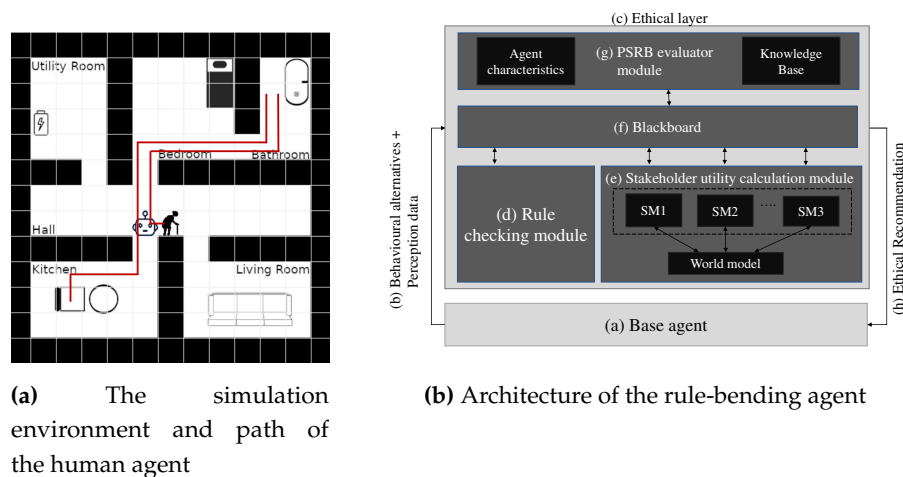 Utility Room
Bedroom
Bathroom
Hall
Kitchen
Living Room
(a) The simulation
environment and path of
the human agent
(c) Ethical layer
Agent
characteristics
(g) PSRB evaluator
module
Knowledge
Base
(f) Blackboard
(d) Rule
checking module
(e) Stakeholder utility calculation module
SM1
SM2
....
SM3
World model
(a) Base agent
(b) Behavioural alternatives +
Perception data
(h) Ethical Recommendation)
(b) Architecture of the rule-bending agent